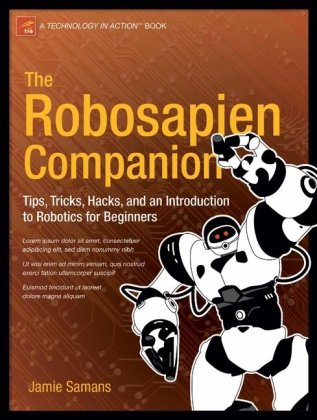 A TECHNOLOGY IN ACTION™ BOOK
The
Robosapien
Companion
Tips, Tricks, Hacks, and an Introduction
to Robotics for Beginners
Lorem ipsum dolor sit amet, consectetuer
adipiscing elit, sed diem nonummy nibh
Ut wisi enim ad minim veniam, quis nostrud
exerci tation ullamcorper suscipit
Euismod tincidunt ut laoreet
dolore magna aliquam
Jamie Samans